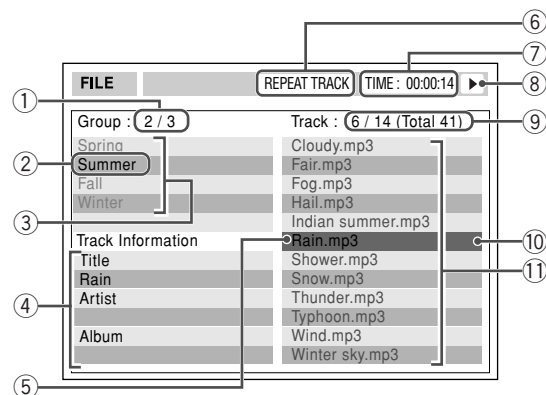 ⑥
⑦
FILE REPEAT TRACK TIME : 00:00:14 ⑧
①
Group : 2 / 3 Track : 6 / 14 (Total 41) ⑨
Spring Cloudy.mp3
② Summer Fair.mp3
Fall Fog.mp3
Winter Hail.mp3
③ Indian summer.mp3
Track Information Rain.mp3 ⑩
Title Shower.mp3 ⑪
Rain Snow.mp3
④ Artist Thunder.mp3
Typhoon.mp3
Album Wind.mp3
Winter sky.mp3
⑤